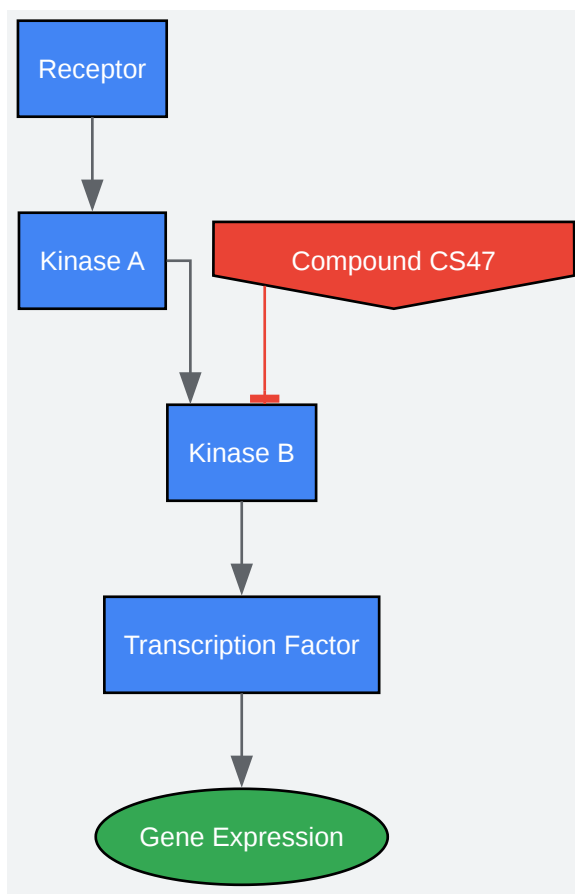 Receptor
Kinase A
Compound CS47
Kinase B
Transcription Factor
Gene Expression